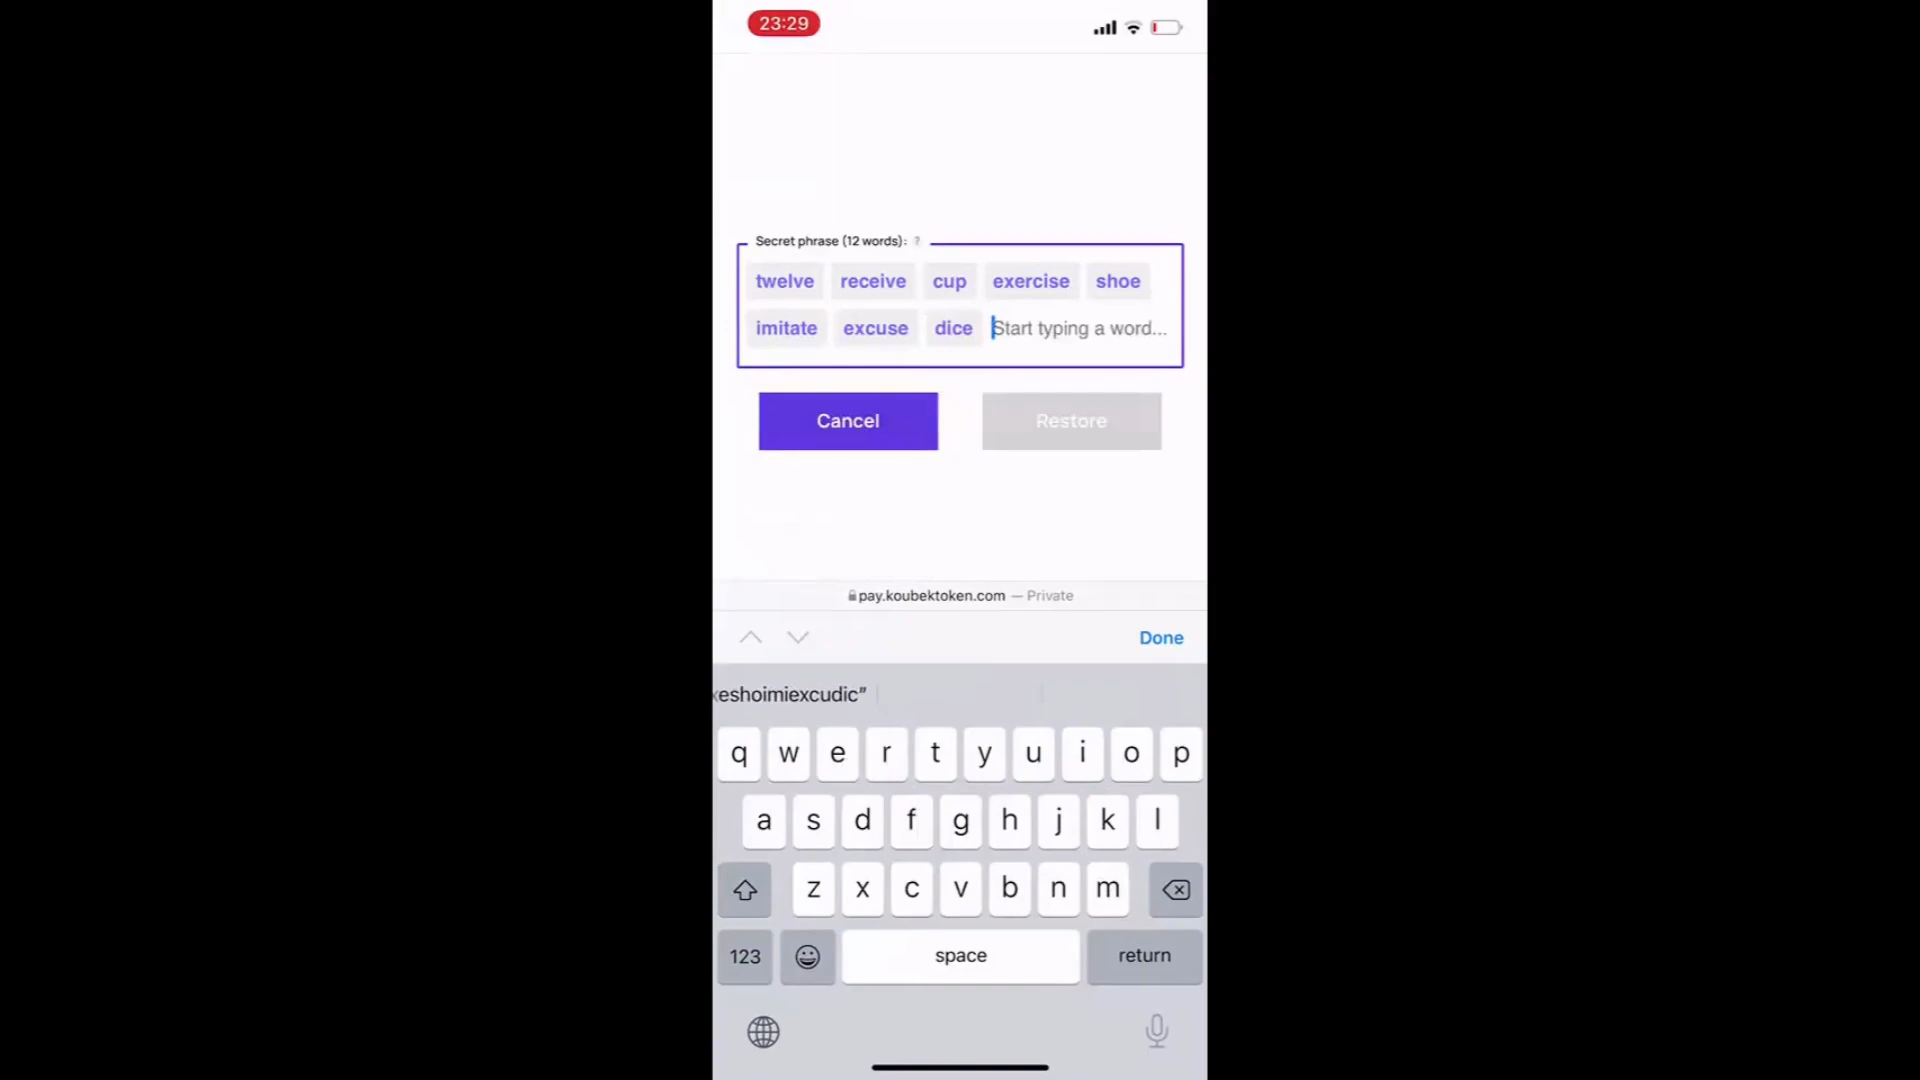 23:29
Secret phrase (12 words): ?
twelve receive cup exercise shoe
imitate excuse dice Start typing a word...
Cancel Restore
pay.koubektoken.com — Private
Done
eshoimiexcudic"
q w e r t y u i o p
a s d f g h j k l
z x c v b n m
123 space return